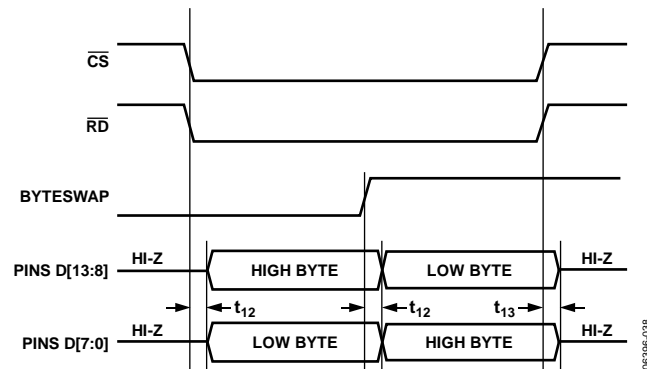 CS
RD
BYTESWAP
PINS D[13:8] HI-Z HIGH BYTE LOW BYTE HI-Z
t12 t12 t13
PINS D[7:0] HI-Z LOW BYTE HIGH BYTE HI-Z
06396-038